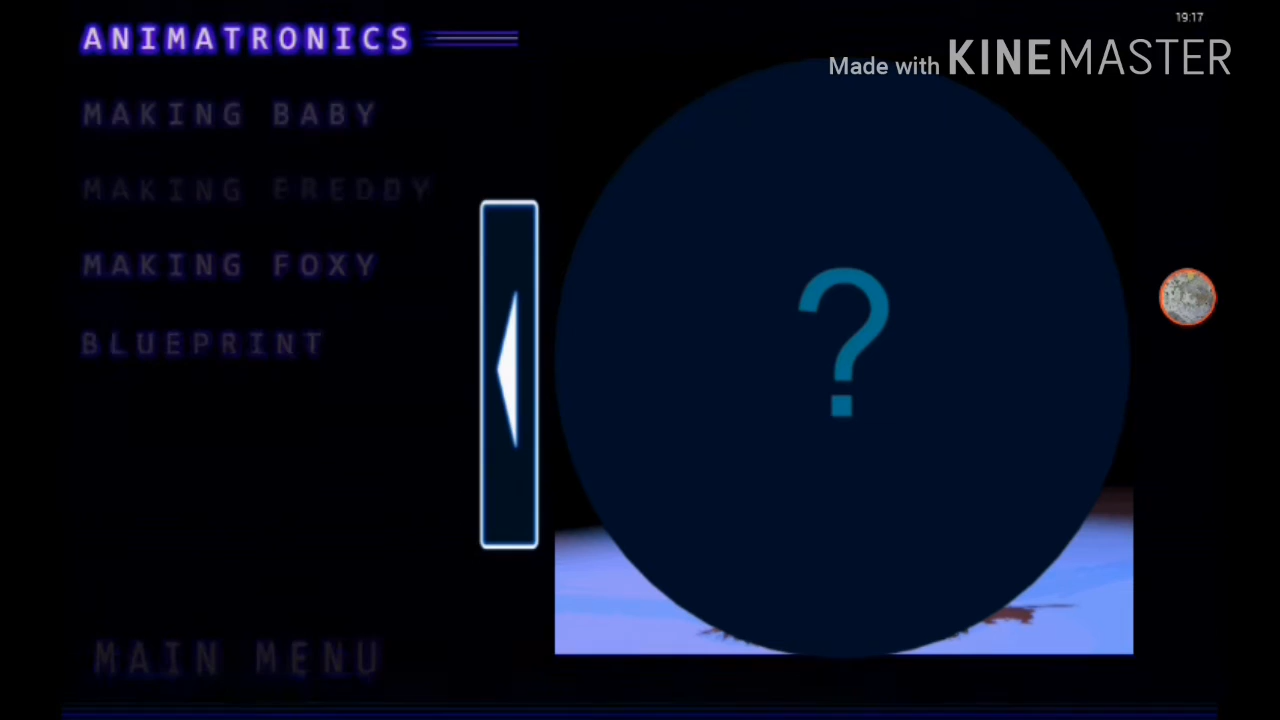 19:17
ANIMATRONICS
Made with KINEMASTER
MAKING BABY
MAKING FREDDY
MAKING FOXY
?
BLUEPRINT
MAIN MENU